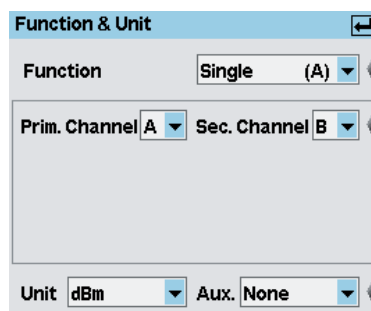 Function & Unit
Function Single (A)
Prim. Channel A Sec. Channel B
Unit dBm Aux. None